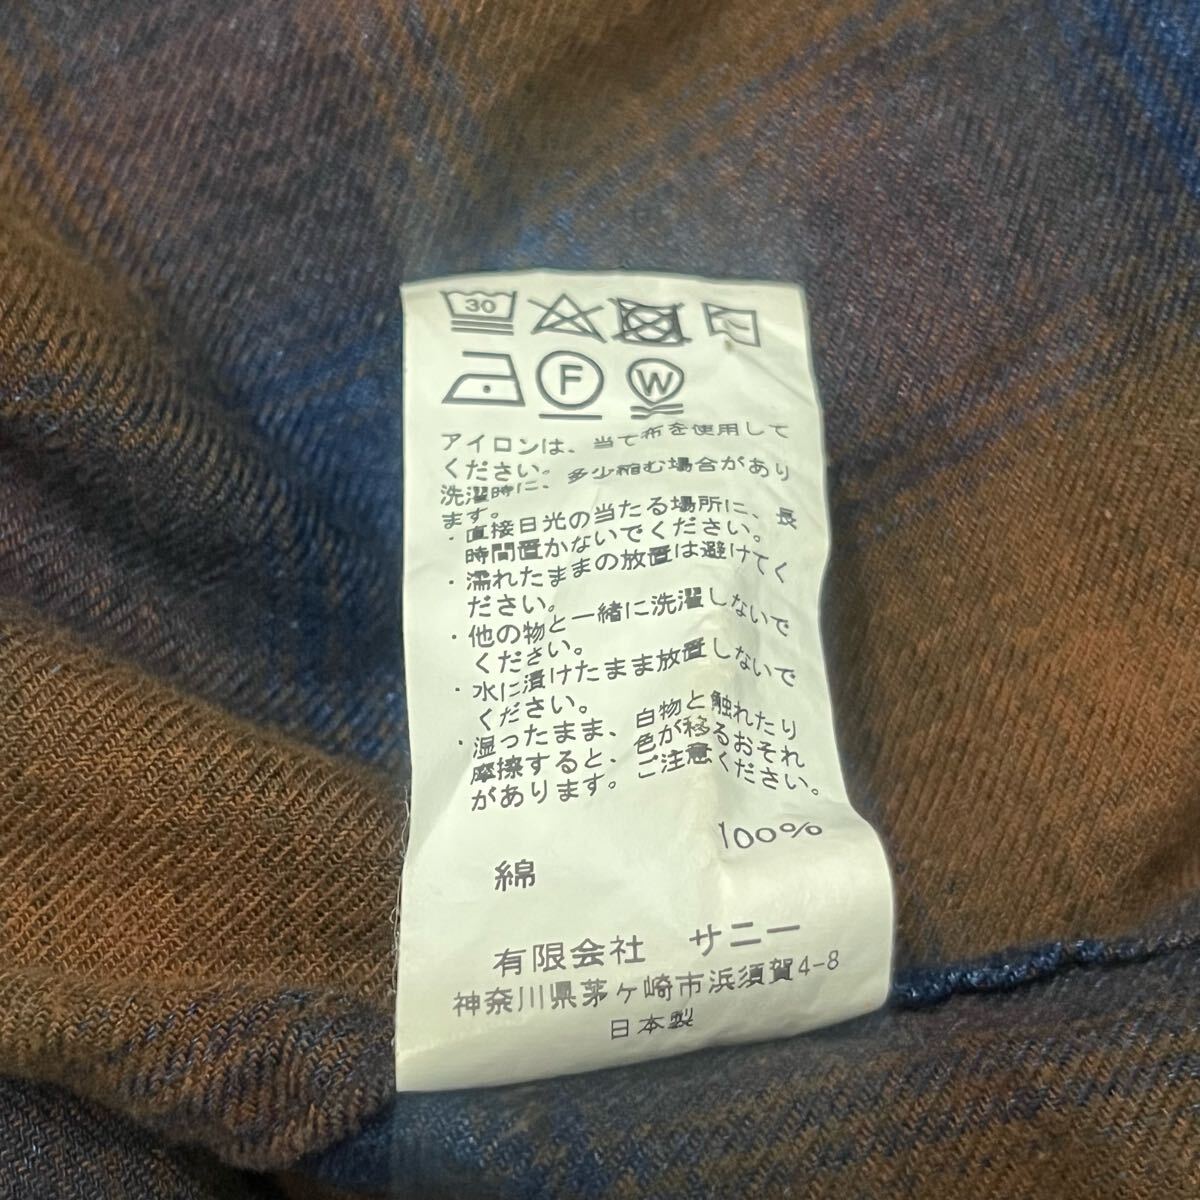 30
F W
アイロンは、当て布を使用して
ください。多少縮む場合があり
洗濯時に、
ます。
・直接日光の当たる場所に、長
時間置かないでください。
・濡れたままの放置は避けてく
ださい。
・他の物と一緒に洗濯しないで
ください。
・水に漬けたまま放置しないで
ください。
・湿ったまま、白物と触れたり
摩擦すると、色が移るおそれ
があります。ご注意ください。
綿 100%
有限会社 サニー
神奈川県茅ヶ崎市浜須賀4-8
日本製